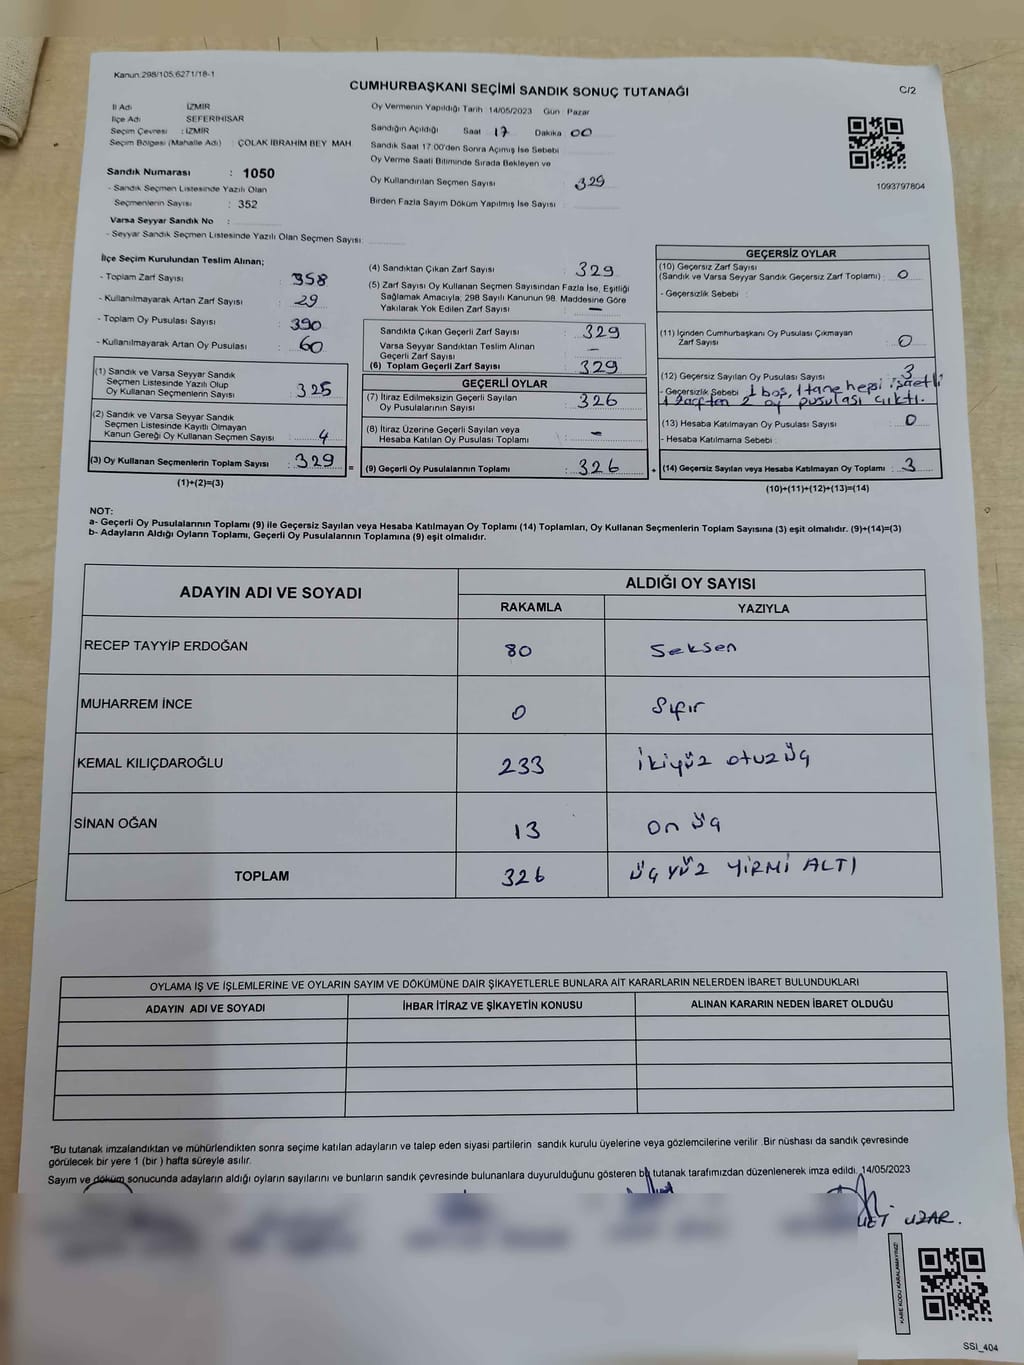 Kanun:298/105,6271/18-1
CUMHURBAŞKANI SEÇİMİ SANDIK SONUÇ TUTANAĞI
C/2
İl Adı İZMİR
İlçe Adı SEFERİHİSAR
Seçim Çevresi : İZMİR
Seçim Bölgesi (Mahalle Adı) : ÇOLAK İBRAHİM BEY MAH
Sandık Numarası : 1050
- Sandık Seçmen Listesinde Yazılı Olan
Seçmenlerin Sayısı : 352
Varsa Seyyar Sandık No :
- Seyyar Sandık Seçmen Listesinde Yazılı Olan Seçmen Sayısı:
Oy Vermenin Yapıldığı Tarih :14/05/2023 Gün Pazar
Sandığın Açıldığı Saat 17 Dakika 00
Sandık Saat 17:00'den Sonra Açımış İse Sebebi
Oy Verme Saati Bitiminde Sırada Bekleyen ve
Oy Kullandırılan Seçmen Sayısı : 329
Birden Fazla Sayım Döküm Yapılmış İse Sayısı :
1093797804
İlçe Seçim Kurulundan Teslim Alınan;
- Toplam Zarf Sayısı : 358
- Kullanılmayarak Artan Zarf Sayısı : 29
- Toplam Oy Pusulası Sayısı : 390
- Kullanılmayarak Artan Oy Pusulası : 60
(1) Sandık ve Varsa Seyyar Sandık
Seçmen Listesinde Yazılı Olup
Oy Kullanan Seçmenlerin Sayısı : 325
(2) Sandık ve Varsa Seyyar Sandık
Seçmen Listesinde Kayıtlı Olmayan
Kanun Gereği Oy Kullanan Seçmen Sayısı : 4
(3) Oy Kullanan Seçmenlerin Toplam Sayısı : 329
(1)+(2)=(3)
(4) Sandıktan Çıkan Zarf Sayısı : 329
(5) Zarf Sayısı Oy Kullanan Seçmen Sayısından Fazla İse, Eşitliği
Sağlamak Amacıyla; 298 Sayılı Kanunun 98. Maddesine Göre
Yakılarak Yok Edilen Zarf Sayısı : —
Sandıkta Çıkan Geçerli Zarf Sayısı : 329
Varsa Seyyar Sandıktan Teslim Alınan
Geçerli Zarf Sayısı : —
(6) Toplam Geçerli Zarf Sayısı : 329
GEÇERLİ OYLAR
(7) İtiraz Edilmeksizin Geçerli Sayılan
Oy Pusulalarının Sayısı : 326
(8) İtiraz Üzerine Geçerli Sayılan veya
Hesaba Katılan Oy Pusulası Toplamı : —
= (9) Geçerli Oy Pusulalarının Toplamı : 326 +
GEÇERSİZ OYLAR
(10) Geçersiz Zarf Sayısı
(Sandık ve Varsa Seyyar Sandık Geçersiz Zarf Toplamı) : 0
- Geçersizlik Sebebi :
(11) İçinden Cumhurbaşkanı Oy Pusulası Çıkmayan
Zarf Sayısı : 0
(12) Geçersiz Sayılan Oy Pusulası Sayısı : 3
- Geçersizlik Sebebi 1 boş, 1 tane hepsi işaretli
1 zarften 2 oy pusulası çıktı.
(13) Hesaba Katılmayan Oy Pusulası Sayısı : 0
- Hesaba Katılmama Sebebi :
(14) Geçersiz Sayılan veya Hesaba Katılmayan Oy Toplamı : 3
(10)+(11)+(12)+(13)=(14)
NOT:
a- Geçerli Oy Pusulalarının Toplamı (9) ile Geçersiz Sayılan veya Hesaba Katılmayan Oy Toplamı (14) Toplamları, Oy Kullanan Seçmenlerin Toplam Sayısına (3) eşit olmalıdır. (9)+(14)=(3)
b- Adayların Aldığı Oyların Toplamı, Geçerli Oy Pusulalarının Toplamına (9) eşit olmalıdır.
ADAYIN ADI VE SOYADI ALDIĞI OY SAYISI
RAKAMLA YAZIYLA
RECEP TAYYİP ERDOĞAN 80 Seksen
MUHARREM İNCE 0 Sıfır
KEMAL KILIÇDAROĞLU 233 İkiyüz otuz üç
SİNAN OĞAN 13 On üç
TOPLAM 326 üç yüz YİRMİ ALTI
OYLAMA İŞ VE İŞLEMLERİNE VE OYLARIN SAYIM VE DÖKÜMÜNE DAİR ŞİKAYETLERLE BUNLARA AİT KARARLARIN NELERDEN İBARET BULUNDUKLARI
ADAYIN ADI VE SOYADI İHBAR İTİRAZ VE ŞİKAYETİN KONUSU ALINAN KARARIN NEDEN İBARET OLDUĞU
*Bu tutanak imzalandıktan ve mühürlendikten sonra seçime katılan adayların ve talep eden siyasi partilerin sandık kurulu üyelerine veya gözlemcilerine verilir .Bir nüshası da sandık çevresinde
görülecek bir yere 1 (bir ) hafta süreyle asılır.
Sayım ve döküm sonucunda adayların aldığı oyların sayılarını ve bunların sandık çevresinde bulunanlara duyurulduğunu gösteren bu tutanak tarafımızdan düzenlenerek imza edildi. 14/05/2023
UZAR.
KARE KODU KARALAMAYINIZ!
SSI_404